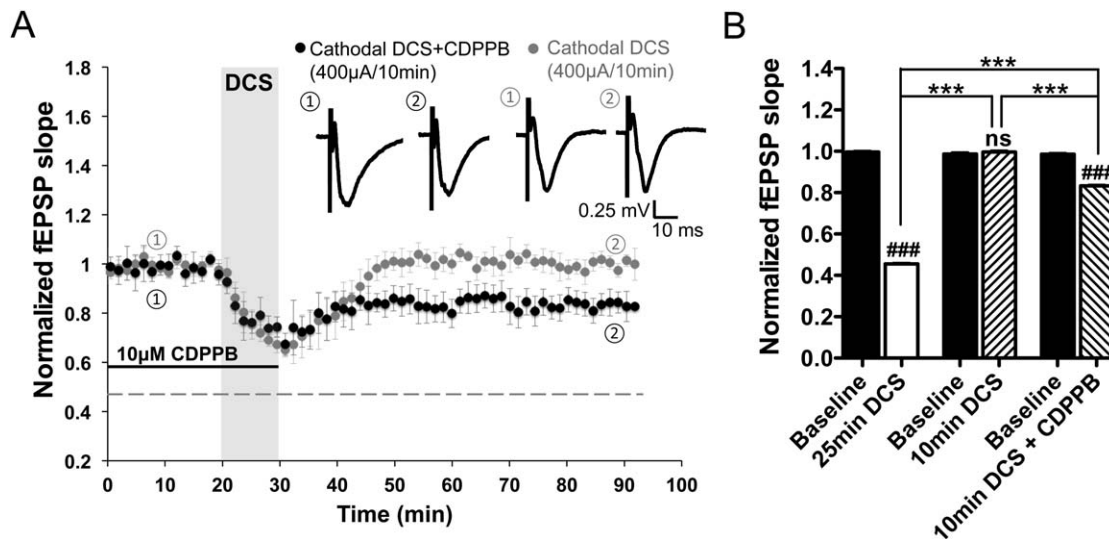 A
Cathodal DCS+CDPPB
(400µA/10min)
Cathodal DCS
(400µA/10min)
DCS
1
2
1
2
0.25 mV
10 ms
Normalized fEPSP slope
1.8
1.6
1.4
1.2
1
0.8
0.6
0.4
0.2
1
1
2
2
10µM CDPPB
0
10
20
30
40
50
60
70
80
90
100
Time (min)
B
Normalized fEPSP slope
1.4
1.2
1.0
0.8
0.6
0.4
0.2
0.0
***
***
***
###
ns
###
Baseline
25min DCS
Baseline
10min DCS
Baseline
10min DCS + CDPPB